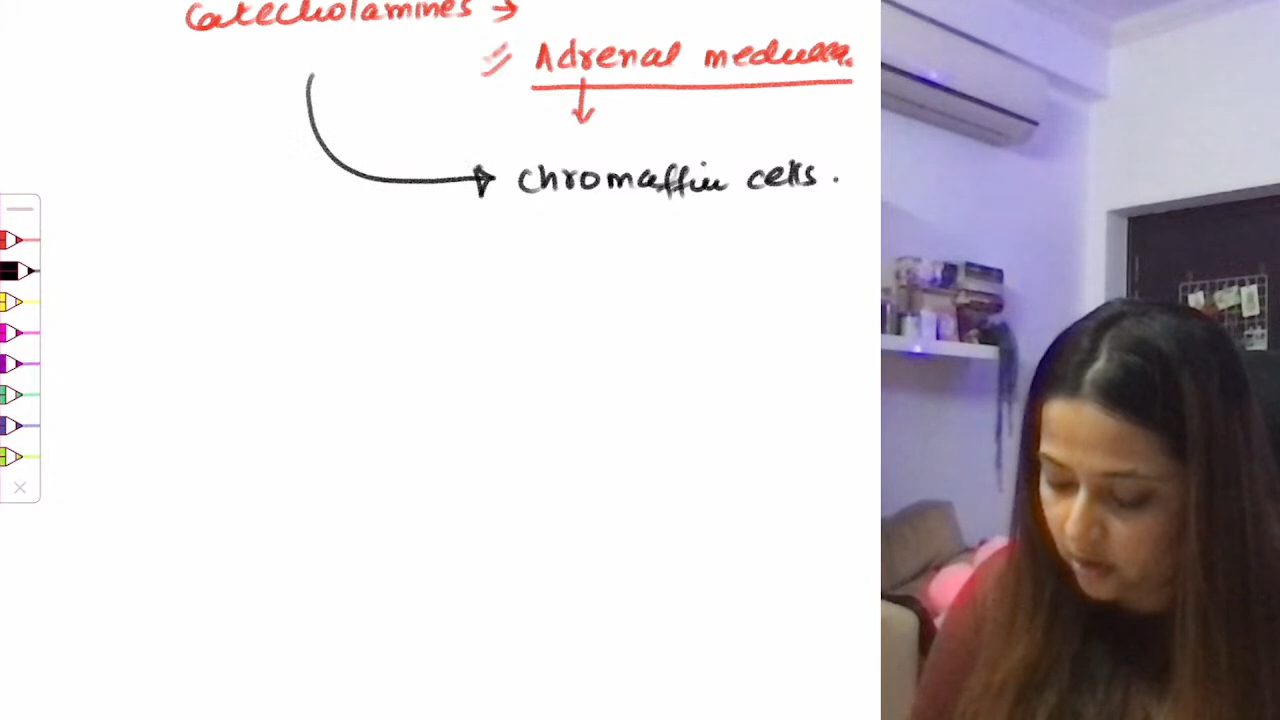 Catecholamines →
Adrenal medulla.
chromaffin cells.